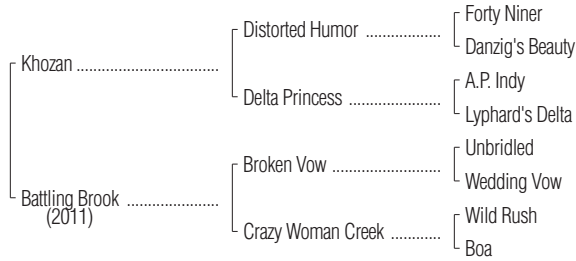 Forty Niner
Distorted Humor ..................
Danzig's Beauty
Khozan ..................................
A.P. Indy
Delta Princess ......................
Lyphard's Delta
Unbridled
Broken Vow ..........................
Wedding Vow
Battling Brook ......................
(2011)
Wild Rush
Crazy Woman Creek ............
Boa